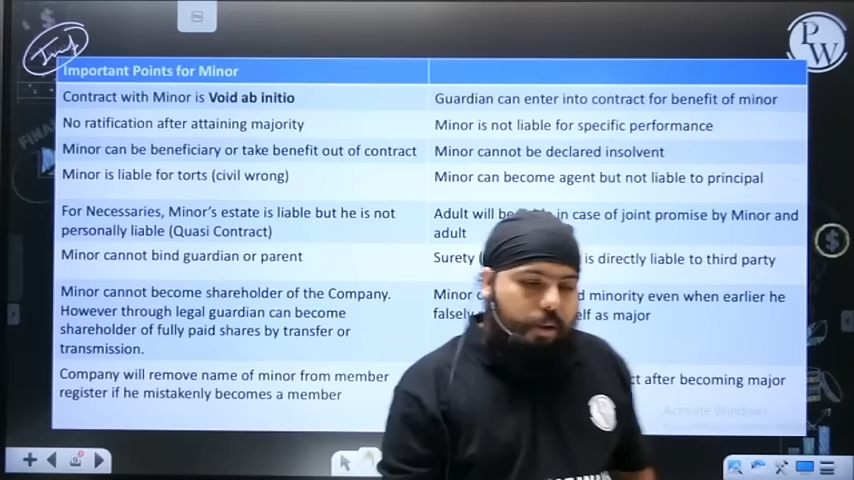 Imp
PW
Important Points for Minor
Contract with Minor is Void ab initio
Guardian can enter into contract for benefit of minor
No ratification after attaining majority
Minor is not liable for specific performance
Minor can be beneficiary or take benefit out of contract
Minor cannot be declared insolvent
Minor is liable for torts (civil wrong)
Minor can become agent but not liable to principal
For Necessaries, Minor's estate is liable but he is not
personally liable (Quasi Contract)
Adult will be in case of joint promise by Minor and
adult
Minor cannot bind guardian or parent
Surety is directly liable to third party
Minor cannot become shareholder of the Company.
However through legal guardian can become
shareholder of fully paid shares by transfer or
transmission.
Minor minority even when earlier he
falsely as major
Company will remove name of minor from member
register if he mistakenly becomes a member
after becoming major
Activate Windows